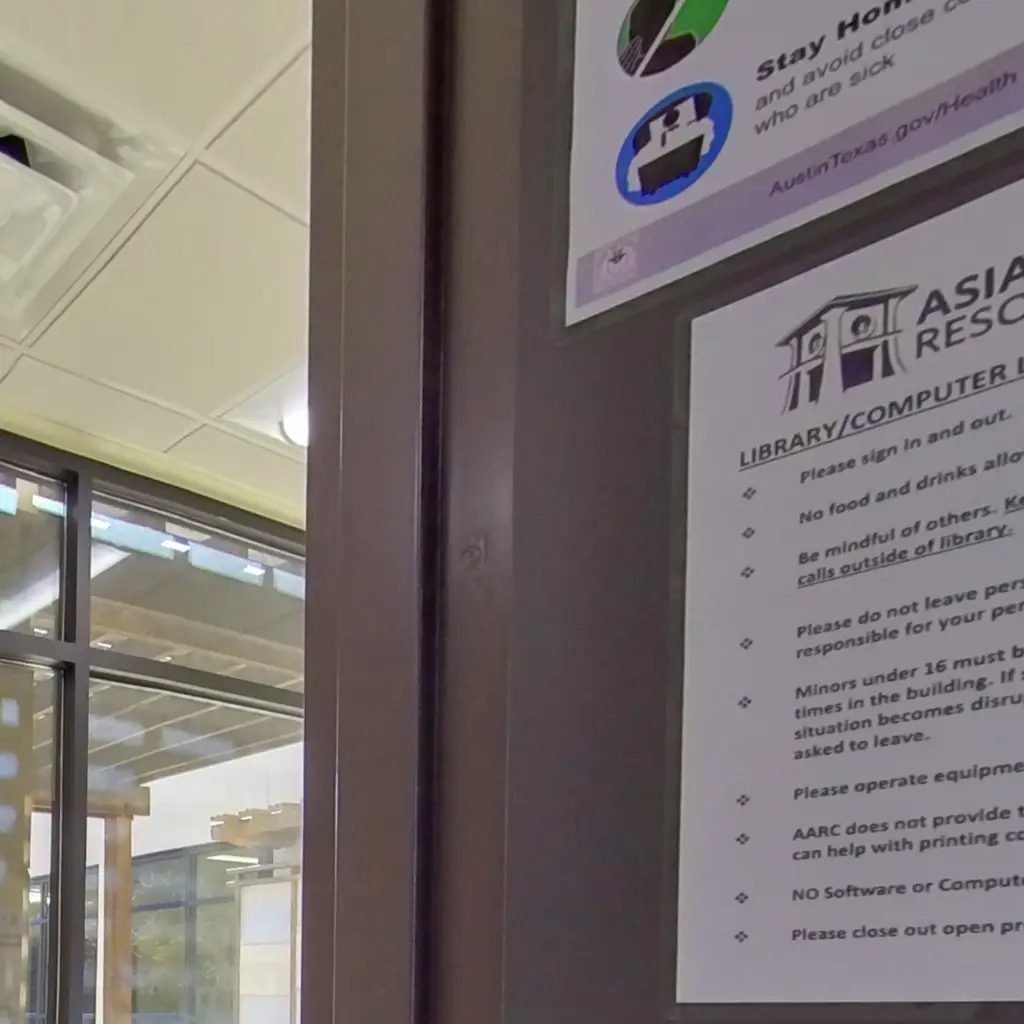 Stay Hom
and avoid close co
who are sick
AustinTexas.gov/Health
ASIA
RESO
LIBRARY/COMPUTER L
Please sign in and out.
No food and drinks allo
Be mindful of others. Ke
calls outside of library.
Please do not leave pers
responsible for your per
Minors under 16 must b
times in the building. If s
situation becomes disru
asked to leave.
Please operate equipme
AARC does not provide t
can help with printing co
NO Software or Compute
Please close out open pr